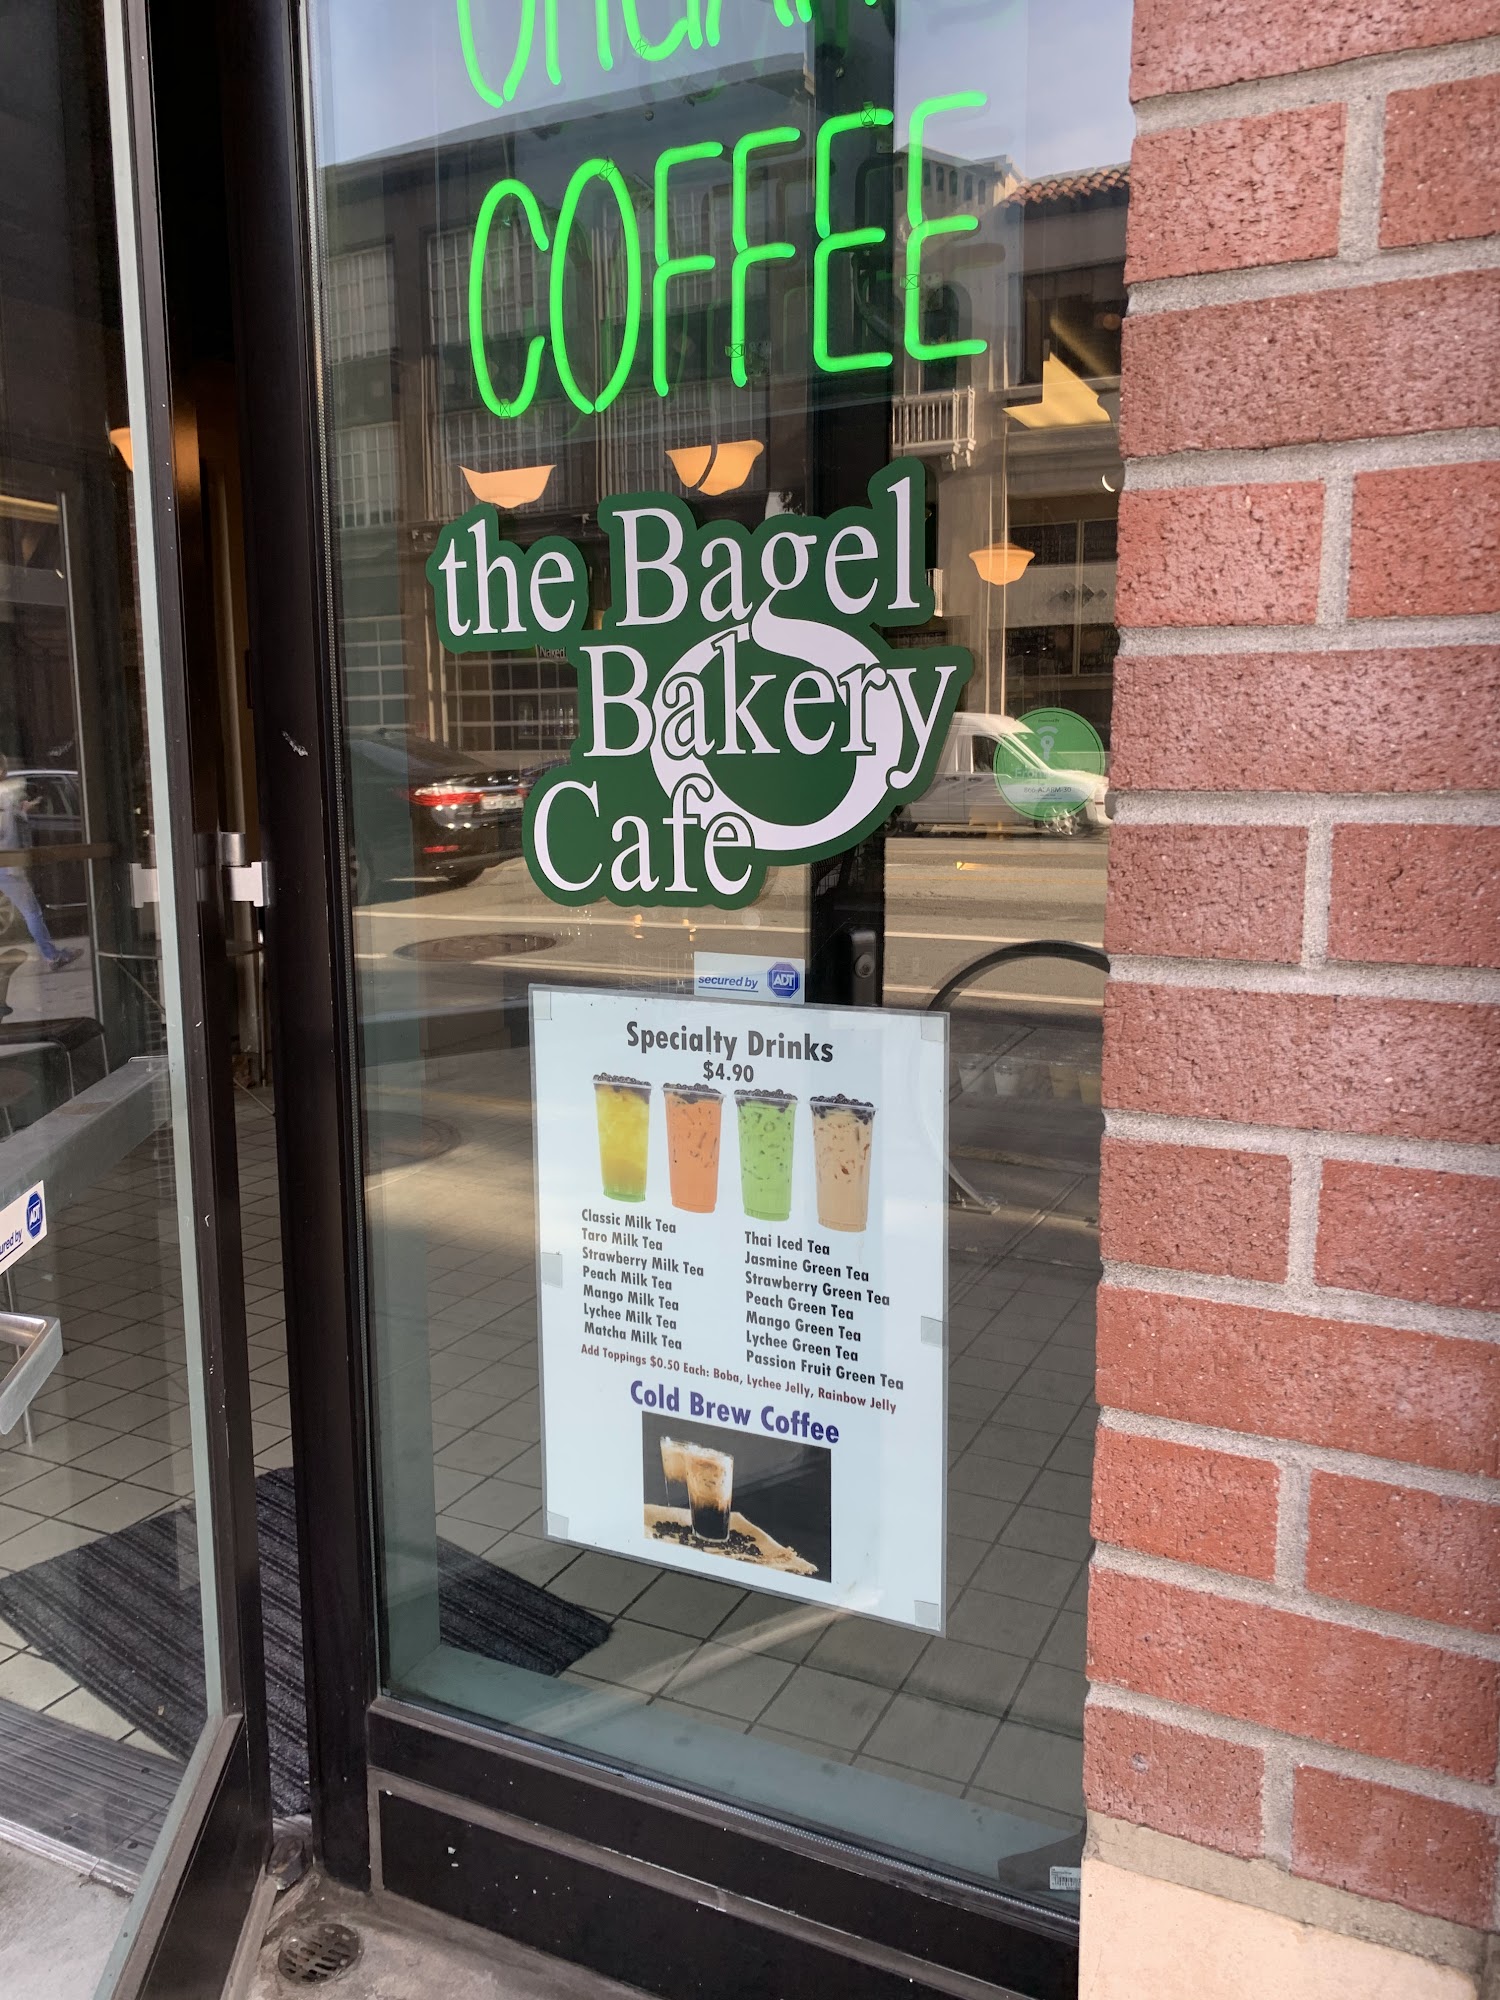 COFFEE
the Bagel
Bakery
Cafe
Naked
secured by ADT
Specialty Drinks
$4.90
Classic Milk Tea
Taro Milk Tea
Strawberry Milk Tea
Peach Milk Tea
Mango Milk Tea
Lychee Milk Tea
Matcha Milk Tea
Thai Iced Tea
Jasmine Green Tea
Strawberry Green Tea
Peach Green Tea
Mango Green Tea
Lychee Green Tea
Passion Fruit Green Tea
Add Toppings $0.50 Each: Boba, Lychee Jelly, Rainbow Jelly
Cold Brew Coffee
ADT